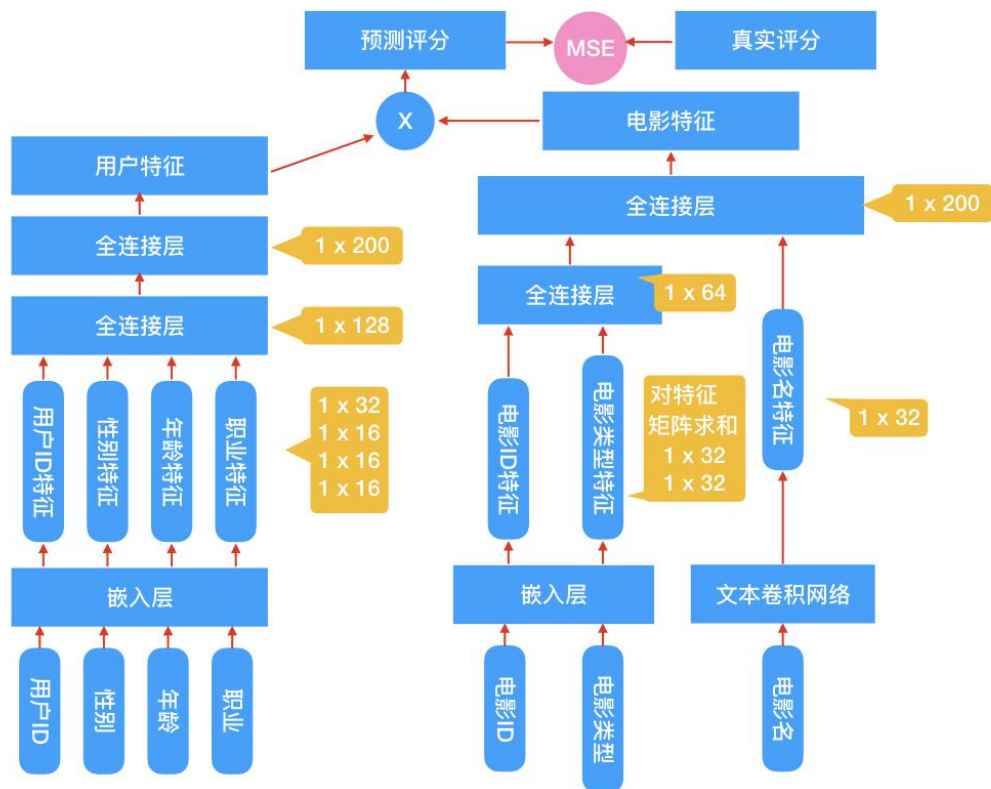 预测评分
MSE
真实评分
X
电影特征
用户特征
全连接层
1 x 200
全连接层
1 x 200
全连接层
1 x 64
全连接层
1 x 128
用户ID特征
性别特征
年龄特征
职业特征
1 x 32
1 x 16
1 x 16
1 x 16
电影ID特征
电影类型特征
对特征
矩阵求和
1 x 32
1 x 32
电影名特征
1 x 32
嵌入层
嵌入层
文本卷积网络
用户ID
性别
年龄
职业
电影ID
电影类型
电影名